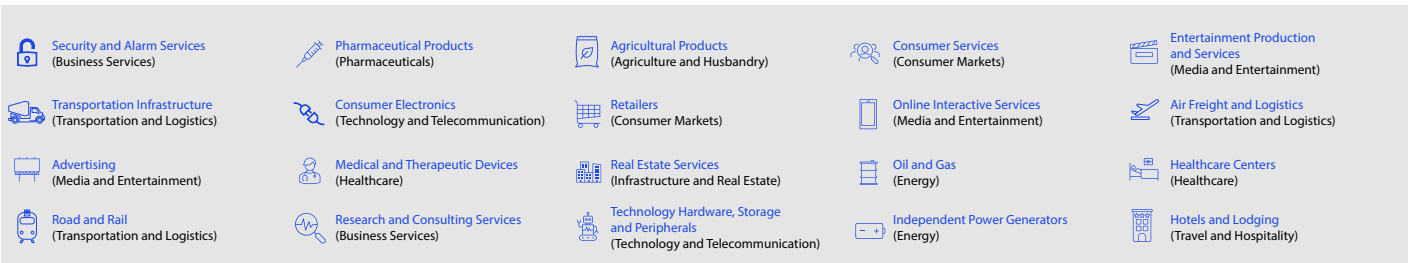 Security and Alarm Services
(Business Services)
Pharmaceutical Products
(Pharmaceuticals)
Agricultural Products
(Agriculture and Husbandry)
Consumer Services
(Consumer Markets)
Entertainment Production
and Services
(Media and Entertainment)
Transportation Infrastructure
(Transportation and Logistics)
Consumer Electronics
(Technology and Telecommunication)
Retailers
(Consumer Markets)
Online Interactive Services
(Media and Entertainment)
Air Freight and Logistics
(Transportation and Logistics)
Advertising
(Media and Entertainment)
Medical and Therapeutic Devices
(Healthcare)
Real Estate Services
(Infrastructure and Real Estate)
Oil and Gas
(Energy)
Healthcare Centers
(Healthcare)
Road and Rail
(Transportation and Logistics)
Research and Consulting Services
(Business Services)
Technology Hardware, Storage
and Peripherals
(Technology and Telecommunication)
Independent Power Generators
(Energy)
Hotels and Lodging
(Travel and Hospitality)